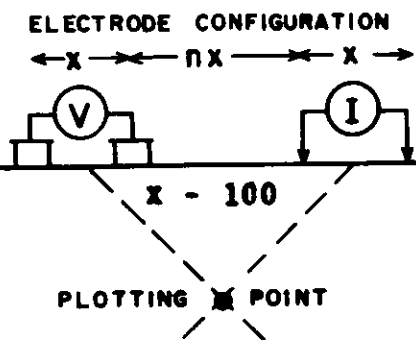 ELECTRODE CONFIGURATION
X nX X
V I
X - 100
PLOTTING POINT